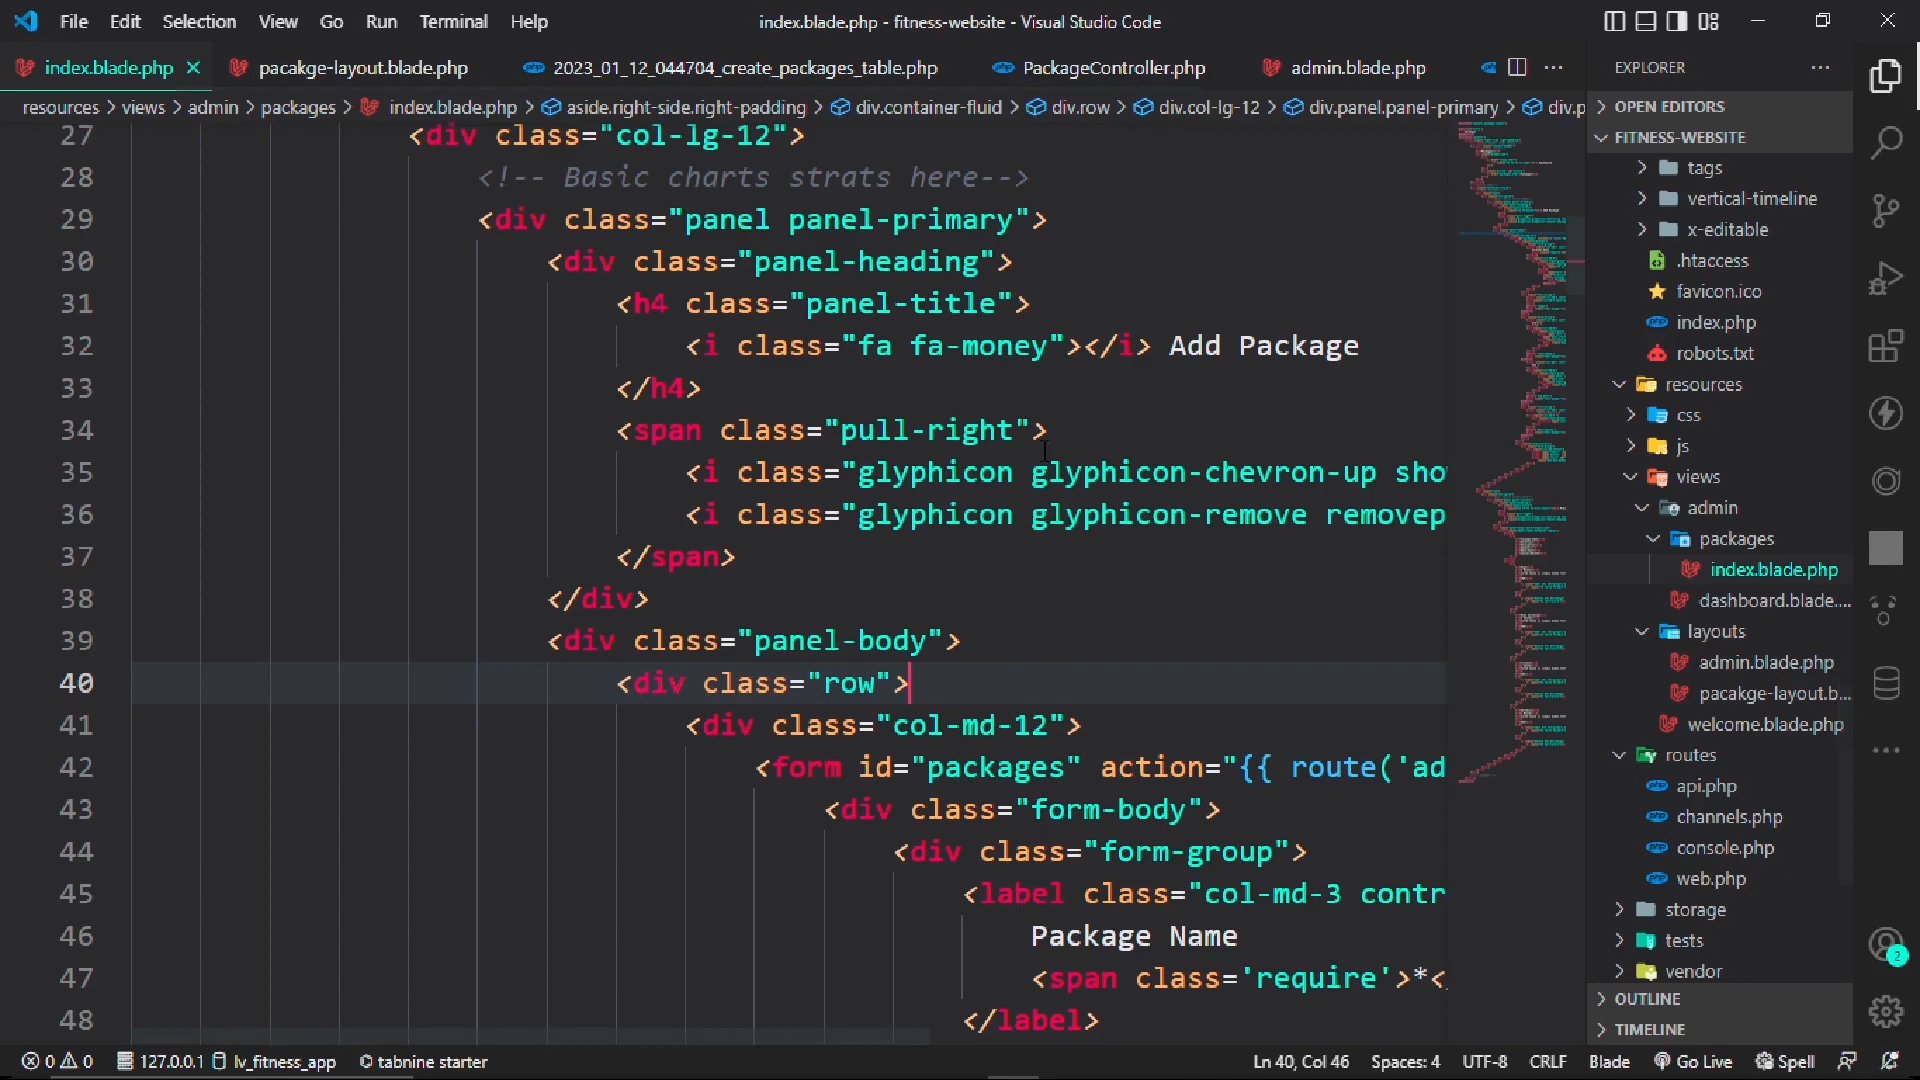 File Edit Selection View Go Run Terminal Help index.blade.php - fitness-website - Visual Studio Code
index.blade.php pacakge-layout.blade.php 2023_01_12_044704_create_packages_table.php PackageController.php admin.blade.php
resources > views > admin > packages > index.blade.php > aside.right-side.right-padding > div.container-fluid > div.row > div.col-lg-12 > div.panel.panel-primary > div.p
27 <div class="col-lg-12">
28 <!-- Basic charts strats here-->
29 <div class="panel panel-primary">
30 <div class="panel-heading">
31 <h4 class="panel-title">
32 <i class="fa fa-money"></i> Add Package
33 </h4>
34 <span class="pull-right">
35 <i class="glyphicon glyphicon-chevron-up sho
36 <i class="glyphicon glyphicon-remove removep
37 </span>
38 </div>
39 <div class="panel-body">
40 <div class="row">
41 <div class="col-md-12">
42 <form id="packages" action="{{ route('ad
43 <div class="form-body">
44 <div class="form-group">
45 <label class="col-md-3 contr
46 Package Name
47 <span class='require'>*<
48 </label>
EXPLORER
OPEN EDITORS
FITNESS-WEBSITE
tags
vertical-timeline
x-editable
.htaccess
favicon.ico
index.php
robots.txt
resources
css
js
views
admin
packages
index.blade.php
dashboard.blade....
layouts
admin.blade.php
pacakge-layout.b...
welcome.blade.php
routes
api.php
channels.php
console.php
web.php
storage
tests
vendor
OUTLINE
TIMELINE
2
0 0 127.0.0.1 lv_fitness_app tabnine starter Ln 40, Col 46 Spaces: 4 UTF-8 CRLF Blade Go Live Spell